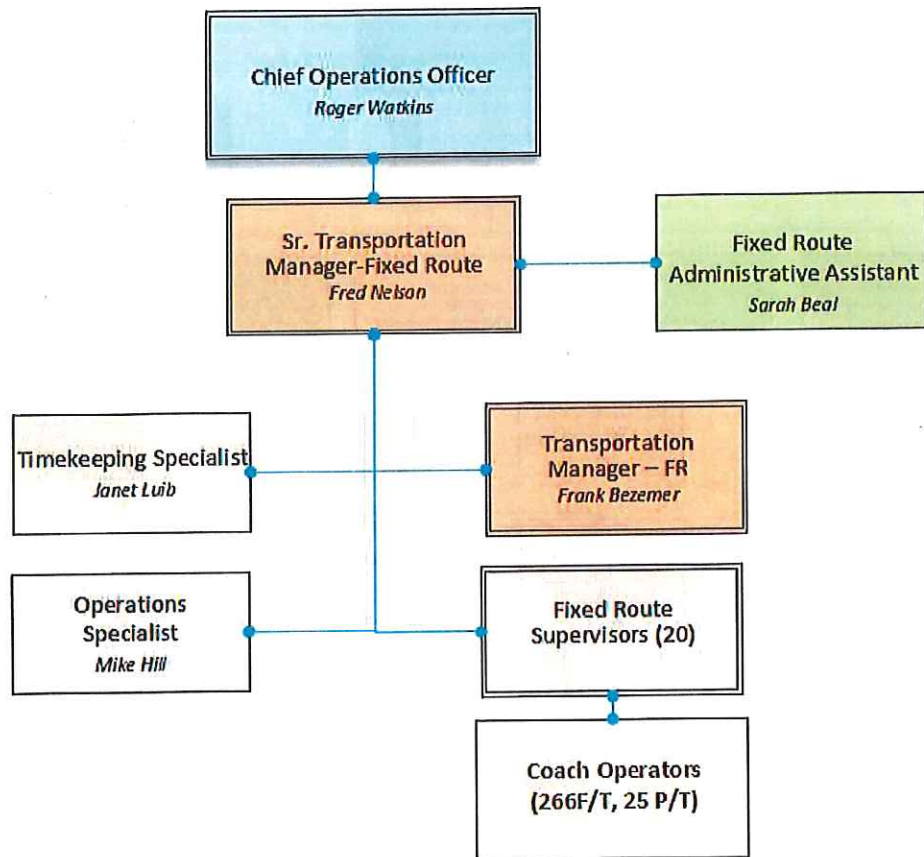 Chief Operations Officer
Roger Watkins
Sr. Transportation
Manager-Fixed Route
Fred Nelson
Fixed Route
Administrative Assistant
Sarah Beal
Timekeeping Specialist
Janet Luib
Transportation
Manager – FR
Frank Bezemer
Operations
Specialist
Mike Hill
Fixed Route
Supervisors (20)
Coach Operators
(266F/T, 25 P/T)